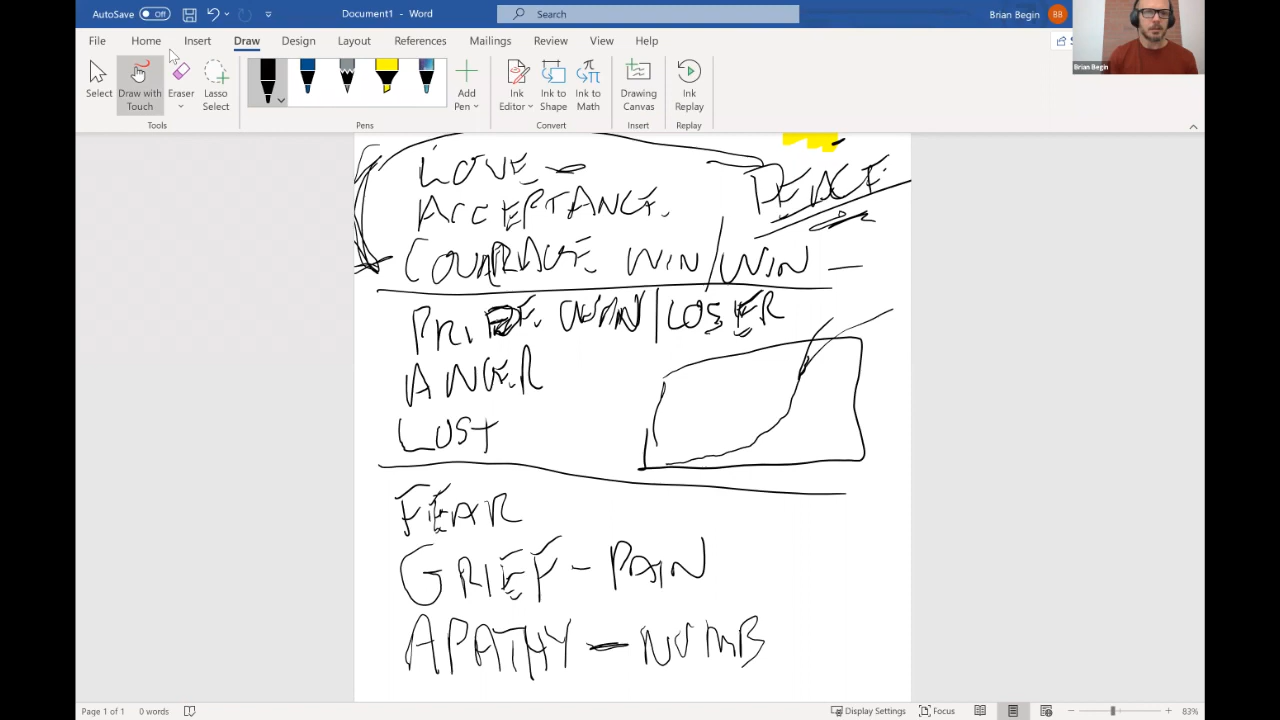 AutoSave Off Document1 - Word Search Brian Begin BB
File Home Insert Draw Design Layout References Mailings Review View Help
Select Draw with Touch Eraser Lasso Select Add Pen Ink Editor Ink to Shape Ink to Math Drawing Canvas Ink Replay
Tools Pens Convert Insert Replay
Brian Begin
LOVE -
PEACE
ACCEPTANCE
COURAGE WIN/WIN -
PRIDE WIN/LOSER
ANGER
LUST
FEAR
GRIEF - PAIN
APATHY - NUMB
Page 1 of 1 0 words Display Settings Focus 83%